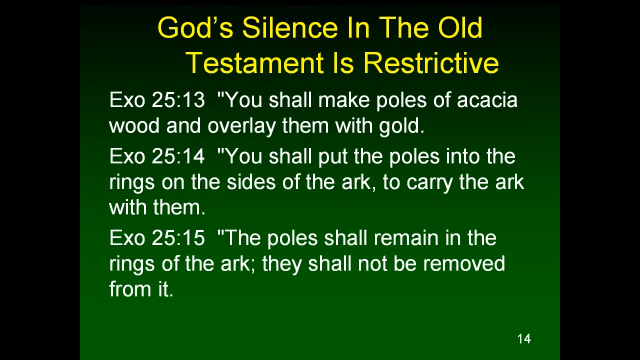 God's Silence In The Old
Testament Is Restrictive
Exo 25:13  "You shall make poles of acacia
wood and overlay them with gold.
Exo 25:14  "You shall put the poles into the
rings on the sides of the ark, to carry the ark
with them.
Exo 25:15  "The poles shall remain in the
rings of the ark; they shall not be removed
from it.
14